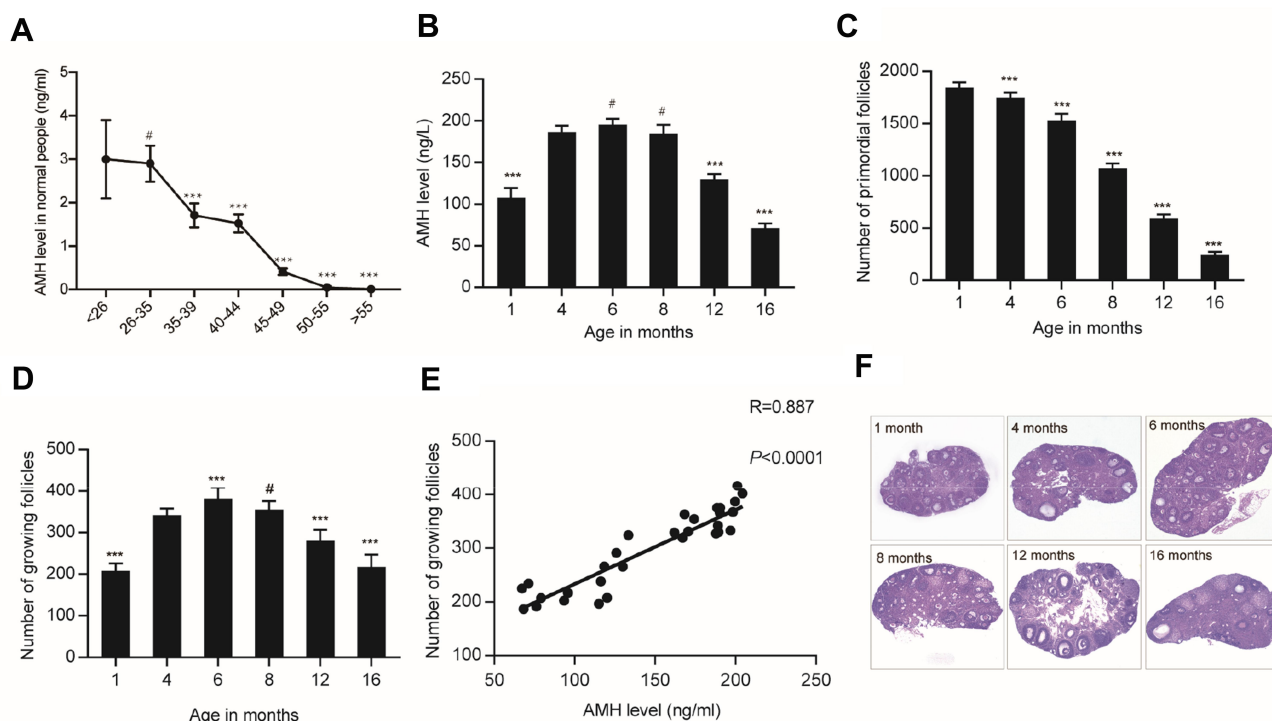 A
AMH level in normal people (ng/ml)
5
4
3
2
1
0
#
***
***
***
***
***
<26
26-35
35-39
40-44
45-49
50-55
>55
B
AMH level (ng/L)
250
200
150
100
50
0
***
#
#
***
***
1 4 6 8 12 16
Age in months
C
Number of primordial follicles
2000
1500
1000
500
0
***
***
***
***
***
1 4 6 8 12 16
Age in months
D
Number of growing follicles
500
400
300
200
100
0
***
***
#
***
***
1 4 6 8 12 16
Age in months
E
R=0.887
P<0.0001
Number of growing follicles
500
400
300
200
100
50 100 150 200 250
AMH level (ng/ml)
F
1 month
4 months
6 months
8 months
12 months
16 months